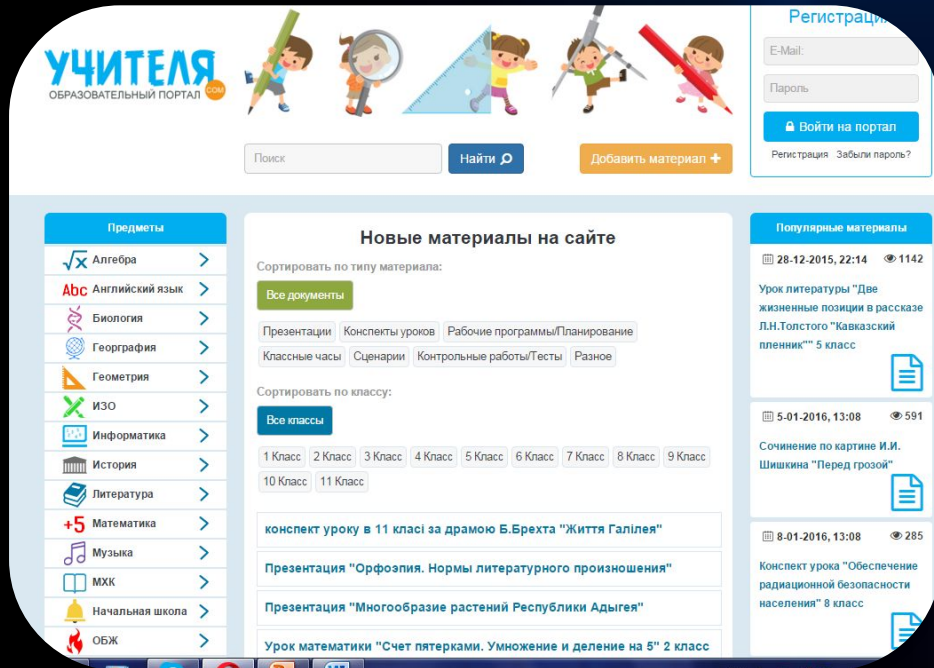 УЧИТЕЛЯ
COM
ОБРАЗОВАТЕЛЬНЫЙ ПОРТАЛ
Поиск
Найти
Добавить материал +
Регистрация
E-Mail:
Пароль
Войти на портал
Регистрация Забыли пароль?
Предметы
Алгебра
Abc Английский язык
Биология
Георграфия
Геометрия
ИЗО
Информатика
История
Литература
+5 Математика
Музыка
МХК
Начальная школа
ОБЖ
Новые материалы на сайте
Сортировать по типу материала:
Все документы
Презентации Конспекты уроков Рабочие программы/Планирование
Классные часы Сценарии Контрольные работы/Тесты Разное
Сортировать по классу:
Все классы
1 Класс 2 Класс 3 Класс 4 Класс 5 Класс 6 Класс 7 Класс 8 Класс 9 Класс
10 Класс 11 Класс
конспект уроку в 11 класі за драмою Б.Брехта "Життя Галілея"
Презентация "Орфоэпия. Нормы литературного произношения"
Презентация "Многообразие растений Республики Адыгея"
Урок математики "Счет пятерками. Умножение и деление на 5" 2 класс
Популярные материалы
28-12-2015, 22:14 1142
Урок литературы "Две
жизненные позиции в рассказе
Л.Н.Толстого "Кавказский
пленник"" 5 класс
5-01-2016, 13:08 591
Сочинение по картине И.И.
Шишкина "Перед грозой"
8-01-2016, 13:08 285
Конспект урока "Обеспечение
радиационной безопасности
населения" 8 класс